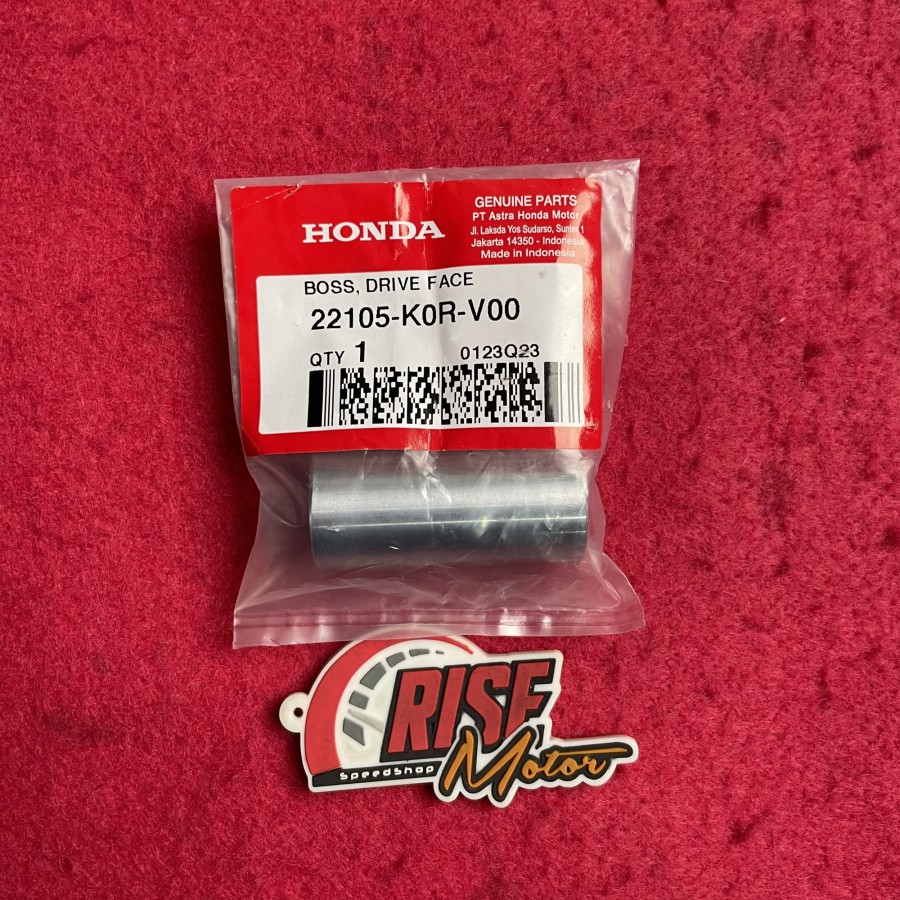 HONDA
GENUINE PARTS
PT Astra Honda Motor
Jl. Laksda Yos Sudarso, Sunter 1
Jakarta 14350 - Indonesia
Made in Indonesia
BOSS, DRIVE FACE
22105-K0R-V00
QTY 1 0123Q23
RISE
SpeedShop
Motor